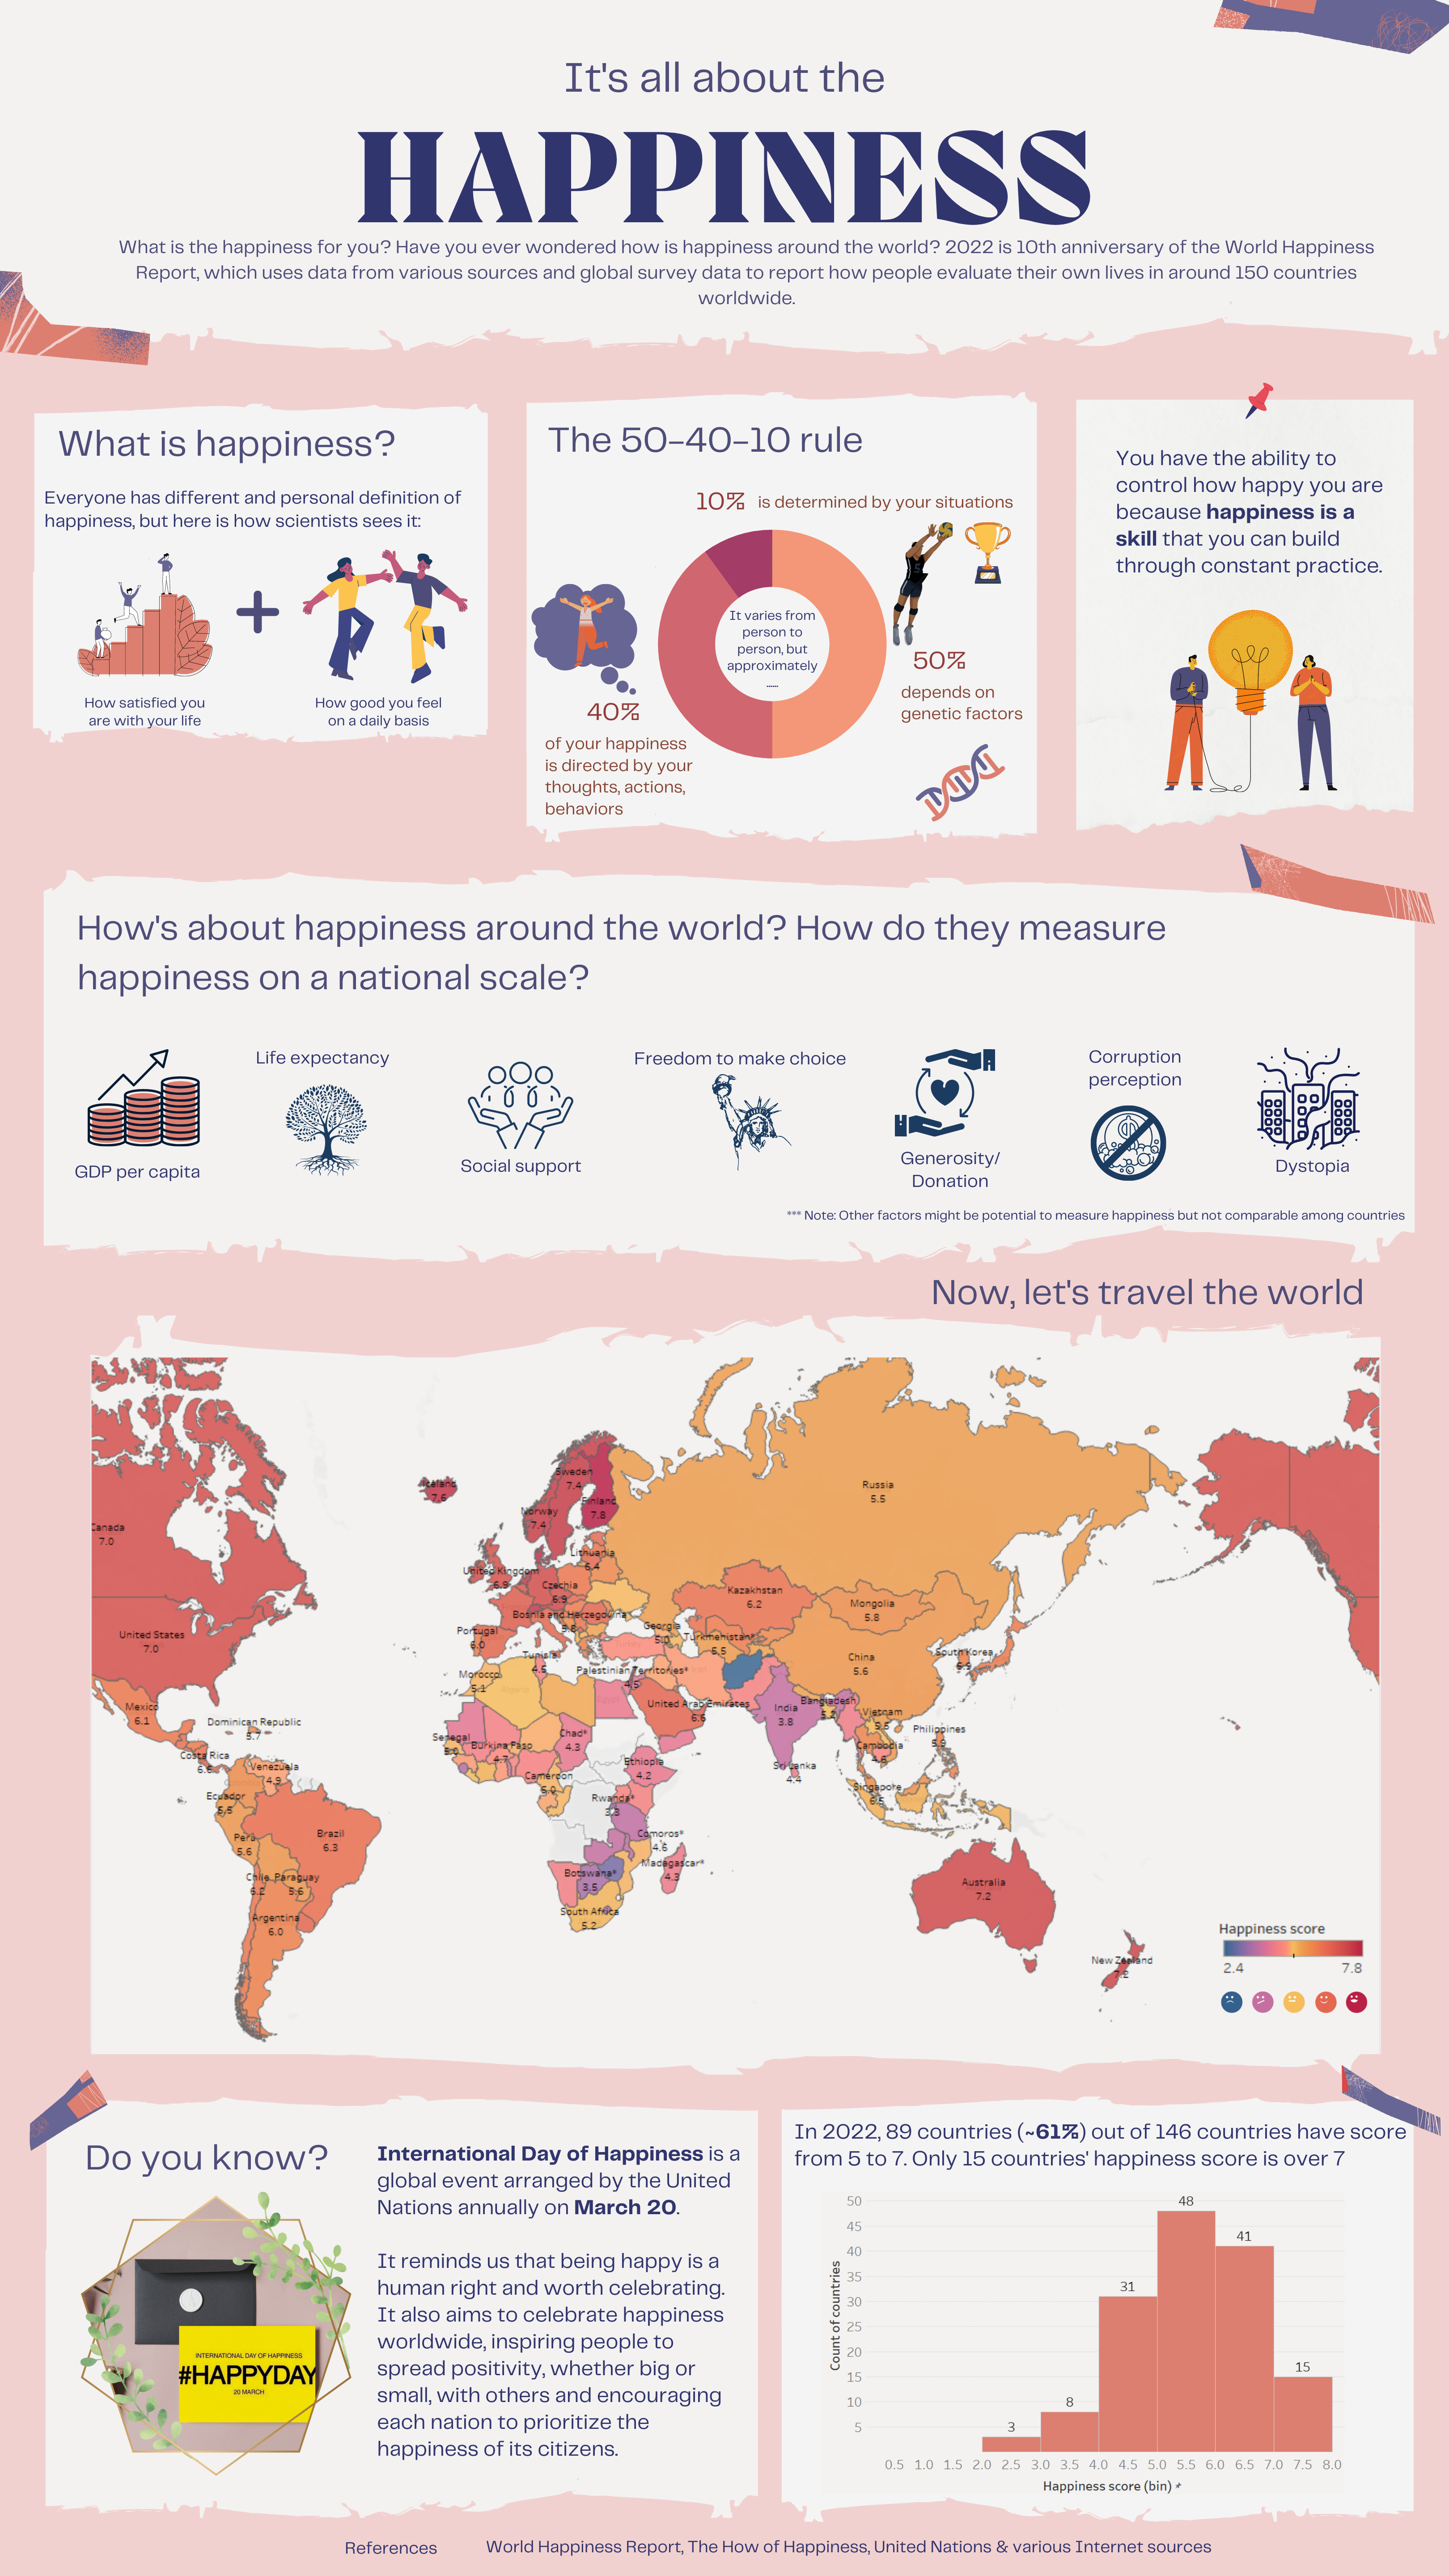 It's all about the
HAPPINESS
What is the happiness for you? Have you ever wondered how is happiness around the world? 2022 is 10th anniversary of the World Happiness
Report, which uses data from various sources and global survey data to report how people evaluate their own lives in around 150 countries
worldwide.
What is happiness?
Everyone has different and personal definition of
happiness, but here is how scientists sees it:
+
How satisfied you
are with your life
How good you feel
on a daily basis
The 50-40-10 rule
10% is determined by your situations
It varies from
person to
person, but
approximately
......
50%
depends on
genetic factors
40%
of your happiness
is directed by your
thoughts, actions,
behaviors
You have the ability to
control how happy you are
because happiness is a
skill that you can build
through constant practice.
How's about happiness around the world? How do they measure
happiness on a national scale?
GDP per capita
Life expectancy
Social support
Freedom to make choice
Generosity/
Donation
Corruption
perception
Dystopia
*** Note: Other factors might be potential to measure happiness but not comparable among countries
Now, let's travel the world
Canada
7.0
United States
7.0
Mexico
6.1
Dominican Republic
5.7
Costa Rica
6.6
Venezuela
4.9
Ecuador
5.5
Peru
5.6
Brazil
6.3
Chile
6.2
Paraguay
5.6
Argentina
6.0
Iceland
7.6
Sweden
7.4
Finland
7.8
Norway
7.4
Lithuania
6.4
United Kingdom
6.9
Czechia
6.9
Bosnia and Herzegovina
5.8
Portugal
6.0
Georgia
5.0
Turkmenistan*
5.5
Turkey
Tunisia
4.5
Palestinian Territories*
4.5
Morocco
5.1
Algeria
Egypt
Iran
United Arab Emirates
6.6
Senegal
5.0
Burkina Faso
4.7
Chad*
4.3
Cameroon
5.0
Ethiopia
4.2
Rwanda*
3.3
Comoros*
4.6
Madagascar*
4.3
Botswana*
3.5
South Africa
5.2
Russia
5.5
Kazakhstan
6.2
Mongolia
5.8
China
5.6
South Korea
5.9
India
3.8
Bangladesh
5.2
Vietnam
5.5
Philippines
5.9
Cambodia
4.6
Sri Lanka
4.4
Singapore
6.5
Australia
7.2
New Zealand
7.2
Happiness score
2.4 7.8
Do you know?
INTERNATIONAL DAY OF HAPPINESS
#HAPPYDAY
20 MARCH
International Day of Happiness is a
global event arranged by the United
Nations annually on March 20.
It reminds us that being happy is a
human right and worth celebrating.
It also aims to celebrate happiness
worldwide, inspiring people to
spread positivity, whether big or
small, with others and encouraging
each nation to prioritize the
happiness of its citizens.
In 2022, 89 countries (~61%) out of 146 countries have score
from 5 to 7. Only 15 countries' happiness score is over 7
Count of countries
50
45
40
35
30
25
20
15
10
5
3
8
31
48
41
15
0.5 1.0 1.5 2.0 2.5 3.0 3.5 4.0 4.5 5.0 5.5 6.0 6.5 7.0 7.5 8.0
Happiness score (bin)
References
World Happiness Report, The How of Happiness, United Nations & various Internet sources